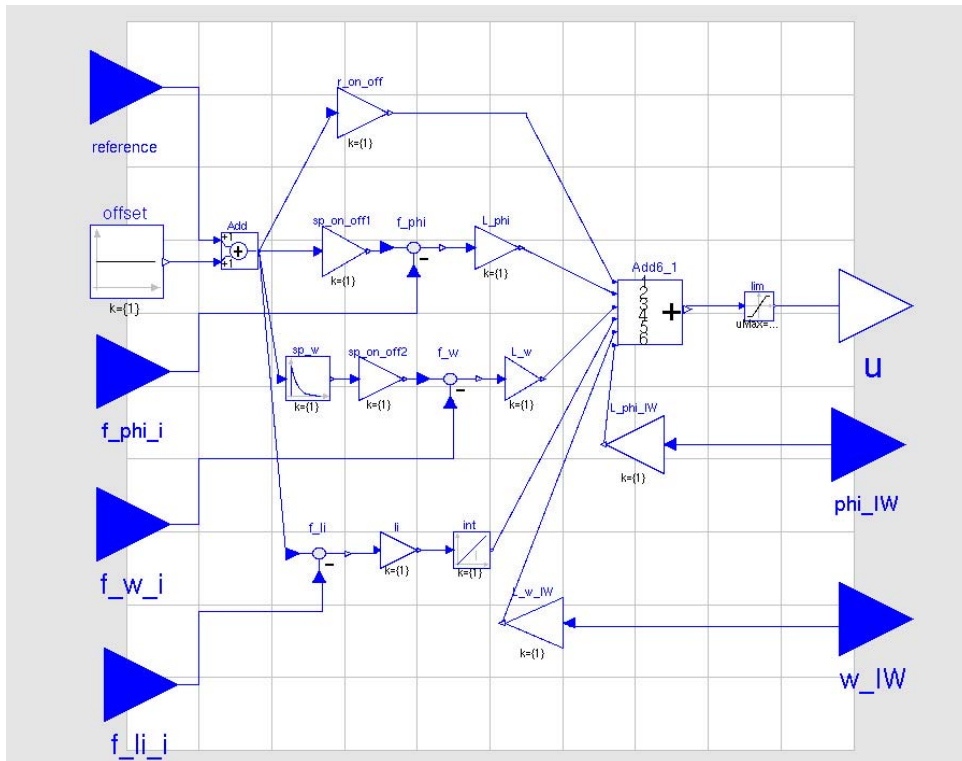 r_on_off
k={1}
reference
offset
k={1}
Add
+1
+1
sp_on_off1
k={1}
f_phi
L_phi
k={1}
Add6_1
1
2
3
4
5
6
+
lim
uMax=...
u
f_phi_i
sp_w
k={1}
sp_on_off2
k={1}
f_w
L_w
k={1}
L_phi_IW
k={1}
phi_IW
f_w_i
f_li
li
k={1}
int
k={1}
L_w_IW
k={1}
w_IW
f_li_i